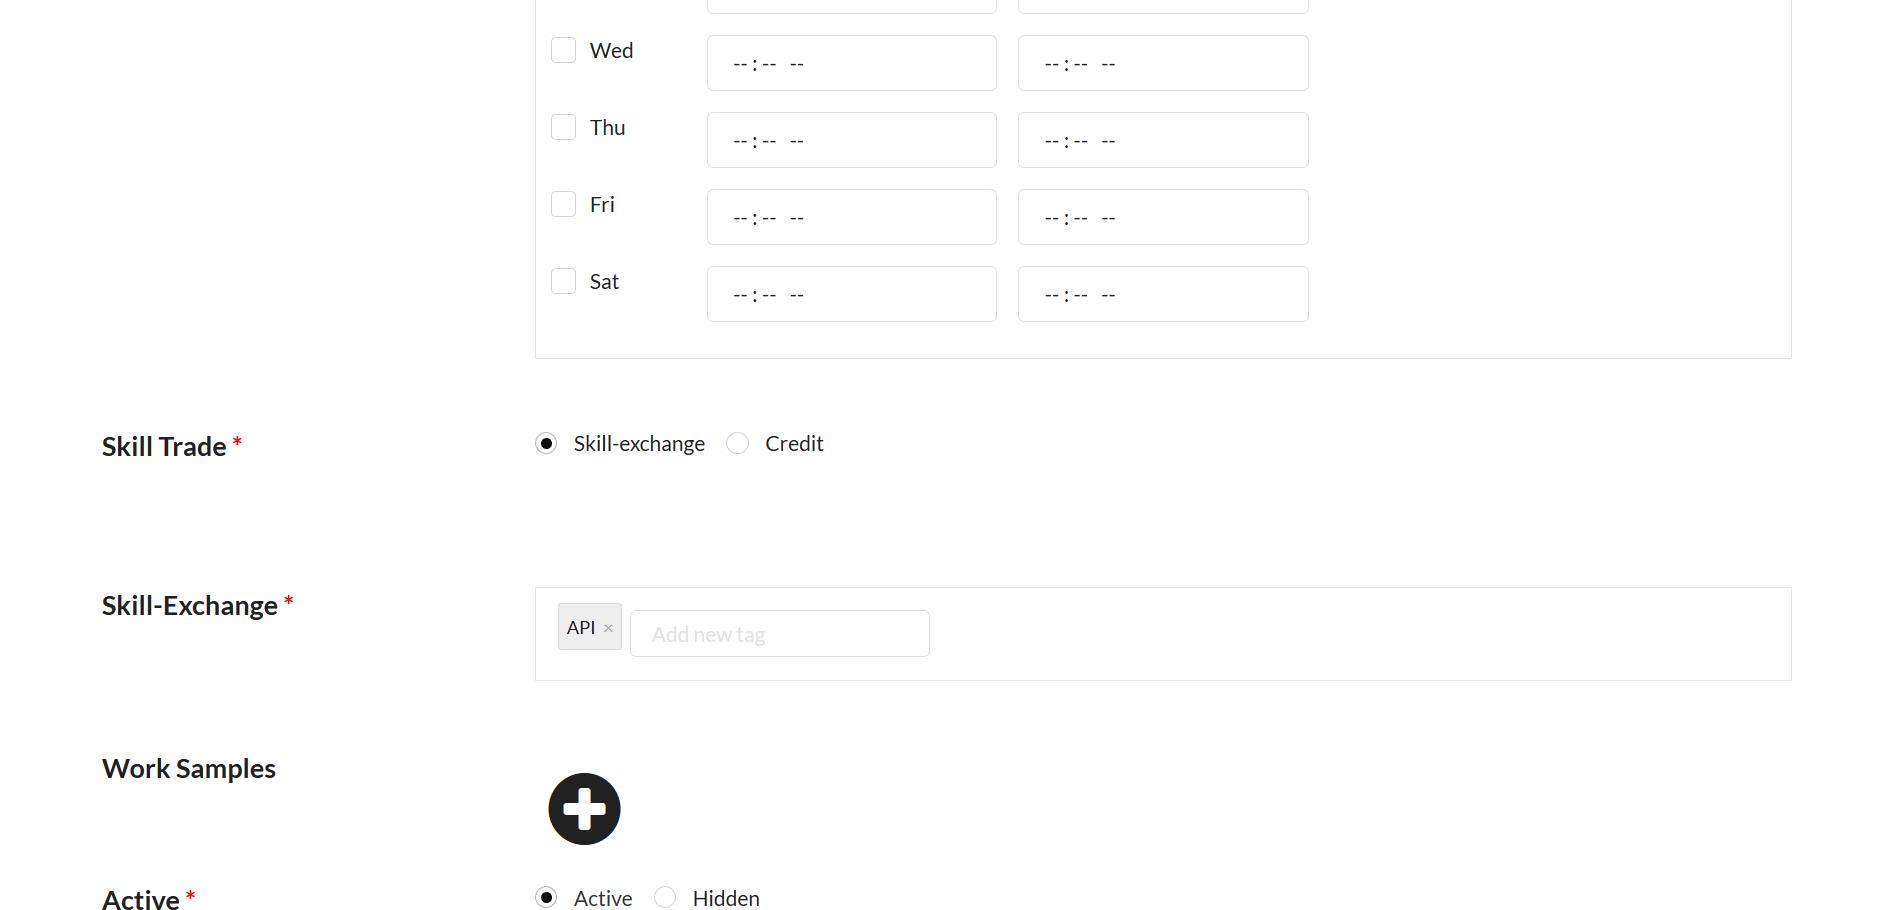 Wed --:-- -- --:-- --
Thu --:-- -- --:-- --
Fri --:-- -- --:-- --
Sat --:-- -- --:-- --
Skill Trade * Skill-exchange Credit
Skill-Exchange * API × Add new tag
Work Samples
Active * Active Hidden